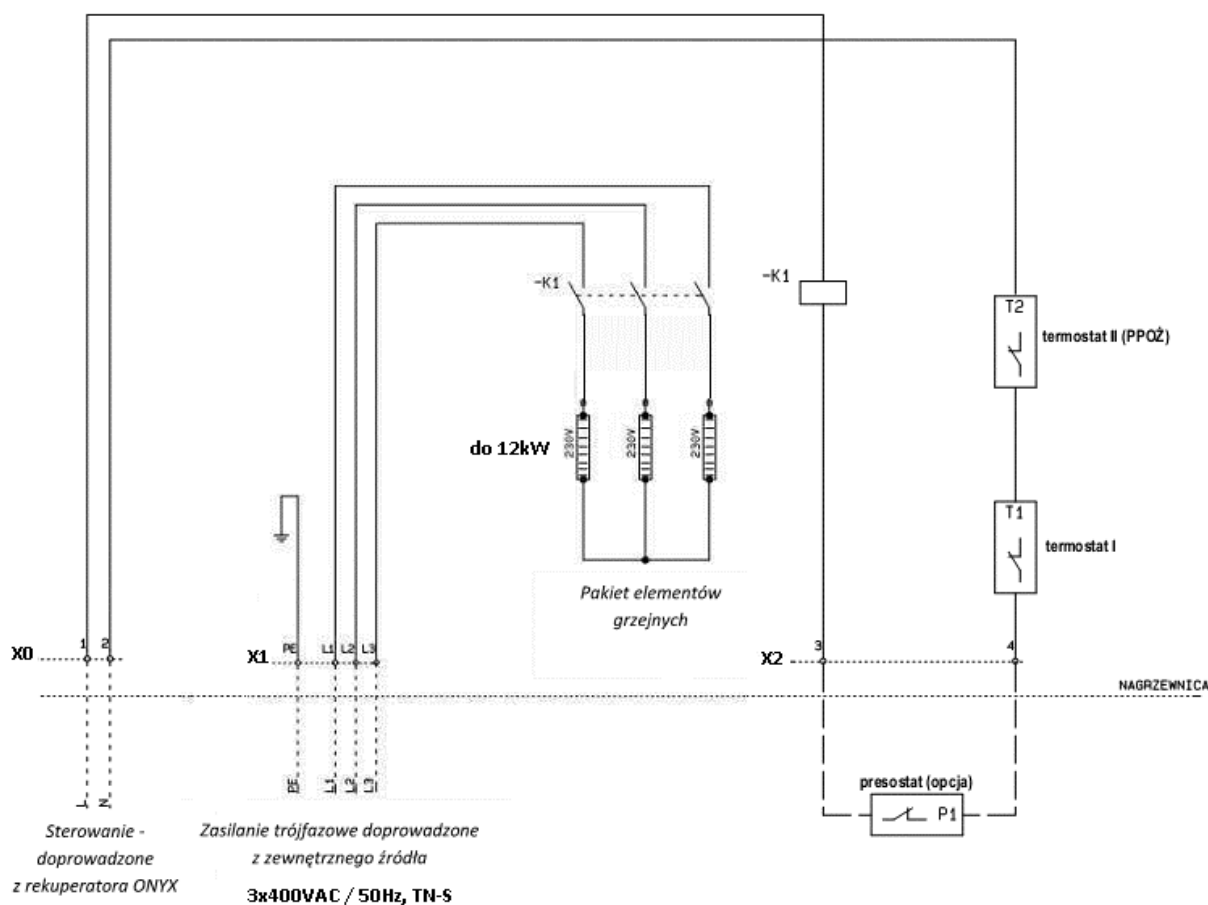 -K1
-K1
T2
termostat II (PPOŻ)
230V
230V
230V
do 12kW
T1
termostat I
Pakiet elementów
grzejnych
X0
1
2
X1
PE
L1
L2
L3
X2
3
4
NAGRZEWNICA
L
N
PE
L1
L2
L3
presostat (opcja)
P1
Sterowanie -
doprowadzone
z rekuperatora ONYX
Zasilanie trójfazowe doprowadzone
z zewnętrznego źródła
3x400VAC / 50Hz, TN-S